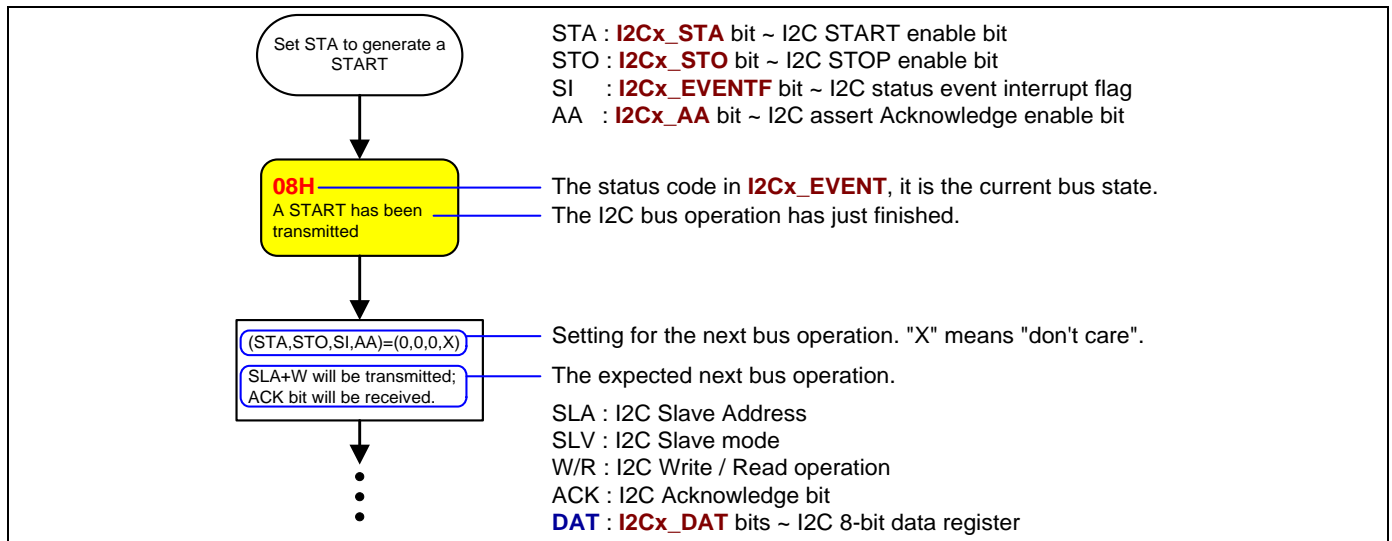 Set STA to generate a
START
STA : I2Cx_STA bit ~ I2C START enable bit
STO : I2Cx_STO bit ~ I2C STOP enable bit
SI : I2Cx_EVENTF bit ~ I2C status event interrupt flag
AA : I2Cx_AA bit ~ I2C assert Acknowledge enable bit
08H
A START has been
transmitted
The status code in I2Cx_EVENT, it is the current bus state.
The I2C bus operation has just finished.
(STA,STO,SI,AA)=(0,0,0,X)
SLA+W will be transmitted;
ACK bit will be received.
Setting for the next bus operation. "X" means "don't care".
The expected next bus operation.
SLA : I2C Slave Address
SLV : I2C Slave mode
W/R : I2C Write / Read operation
ACK : I2C Acknowledge bit
DAT : I2Cx_DAT bits ~ I2C 8-bit data register